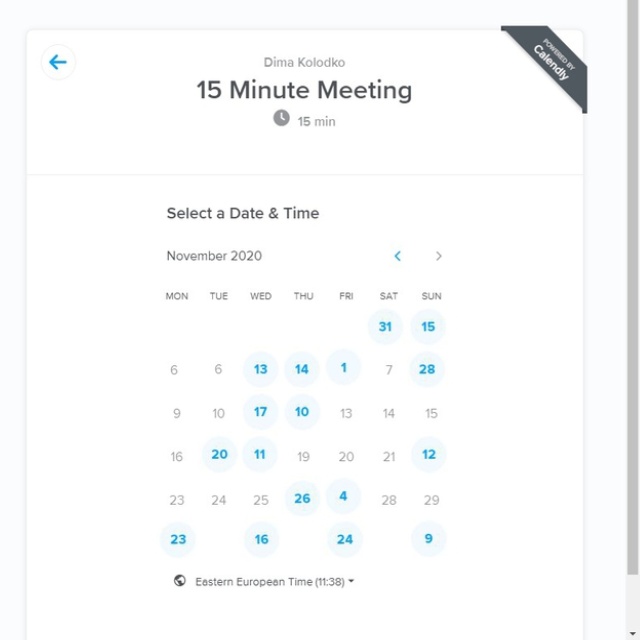 Dima Kolodko
POWERED BY
Calendly
15 Minute Meeting
15 min
Select a Date & Time
November 2020
MON TUE WED THU FRI SAT SUN
31 15
6 6 13 14 1 7 28
9 10 17 10 13 14 15
16 20 11 19 20 21 12
23 24 25 26 4 28 29
23 16 24 9
Eastern European Time (11:38)